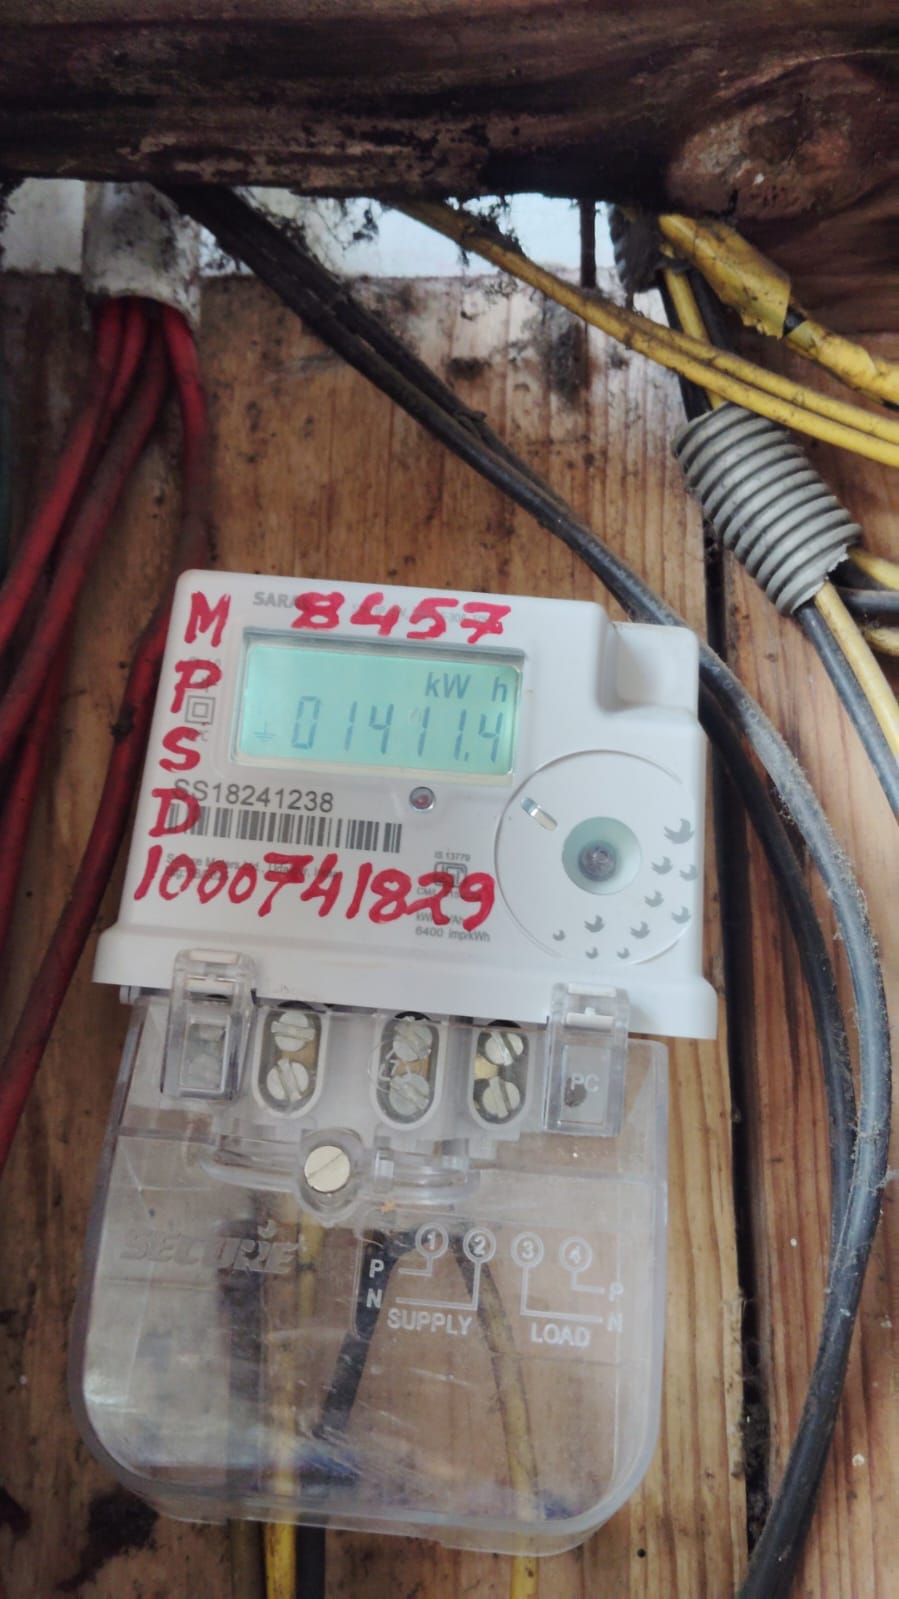 8457
M
P
S
D
kW h
01411.4
SS18241238
1000741829
IS 13779
6400 imp/kWh
PC
SECURE
1 2 3 4
P P
N N
SUPPLY LOAD